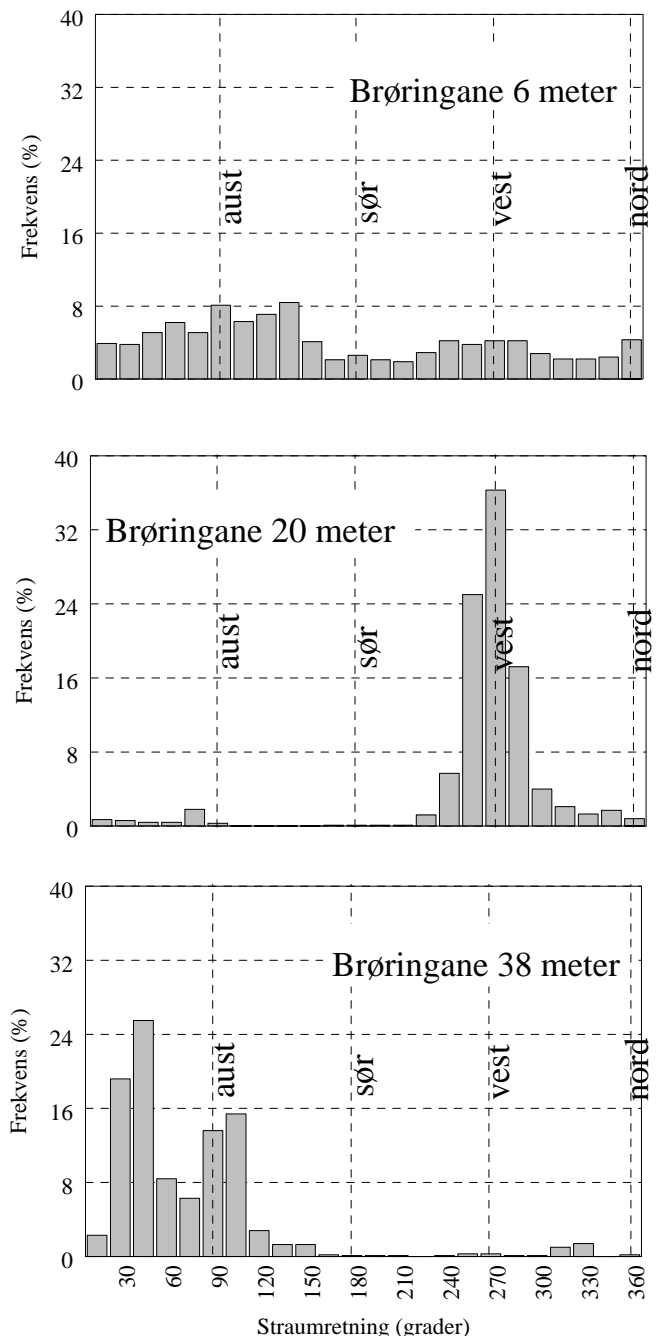 40
32
24
16
8
0
Frekvens (%)
Brøringane 6 meter
aust
sør
vest
nord
40
32
24
16
8
0
Frekvens (%)
Brøringane 20 meter
aust
sør
vest
nord
40
32
24
16
8
0
Frekvens (%)
Brøringane 38 meter
aust
sør
vest
nord
30 60 90 120 150 180 210 240 270 300 330 360
Straumretning (grader)